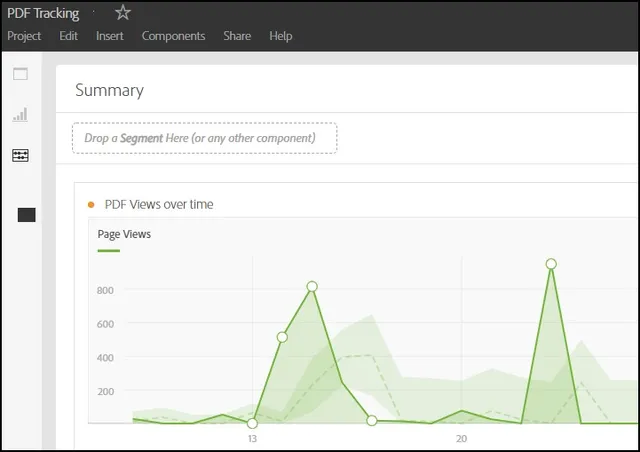 PDF Tracking
Project Edit Insert Components Share Help
Summary
Drop a Segment Here (or any other component)
PDF Views over time
Page Views
800
600
400
200
13 20